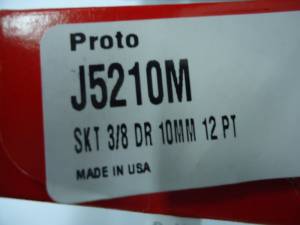 Proto
J5210M
SKT 3/8 DR 10MM 12 PT
MADE IN USA